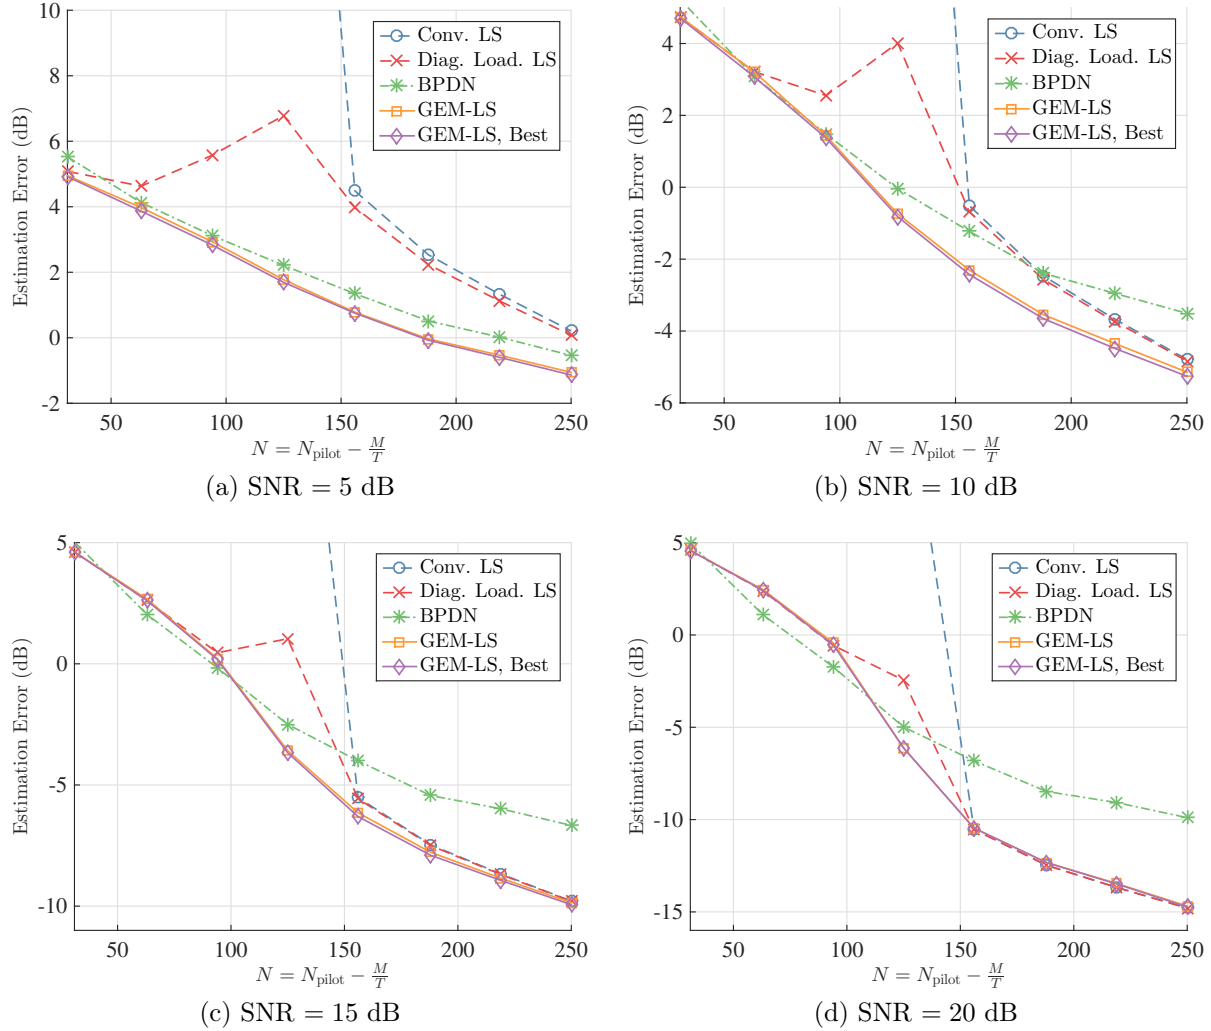 10
8
6
4
2
0
-2
Estimation Error (dB)
Conv. LS
Diag. Load. LS
BPDN
GEM-LS
GEM-LS, Best
50
100
150
200
250
N = N_pilot − M/T
(a) SNR = 5 dB
4
2
0
-2
-4
-6
Estimation Error (dB)
Conv. LS
Diag. Load. LS
BPDN
GEM-LS
GEM-LS, Best
50
100
150
200
250
N = N_pilot − M/T
(b) SNR = 10 dB
5
0
-5
-10
Estimation Error (dB)
Conv. LS
Diag. Load. LS
BPDN
GEM-LS
GEM-LS, Best
50
100
150
200
250
N = N_pilot − M/T
(c) SNR = 15 dB
5
0
-5
-10
-15
Estimation Error (dB)
Conv. LS
Diag. Load. LS
BPDN
GEM-LS
GEM-LS, Best
50
100
150
200
250
N = N_pilot − M/T
(d) SNR = 20 dB